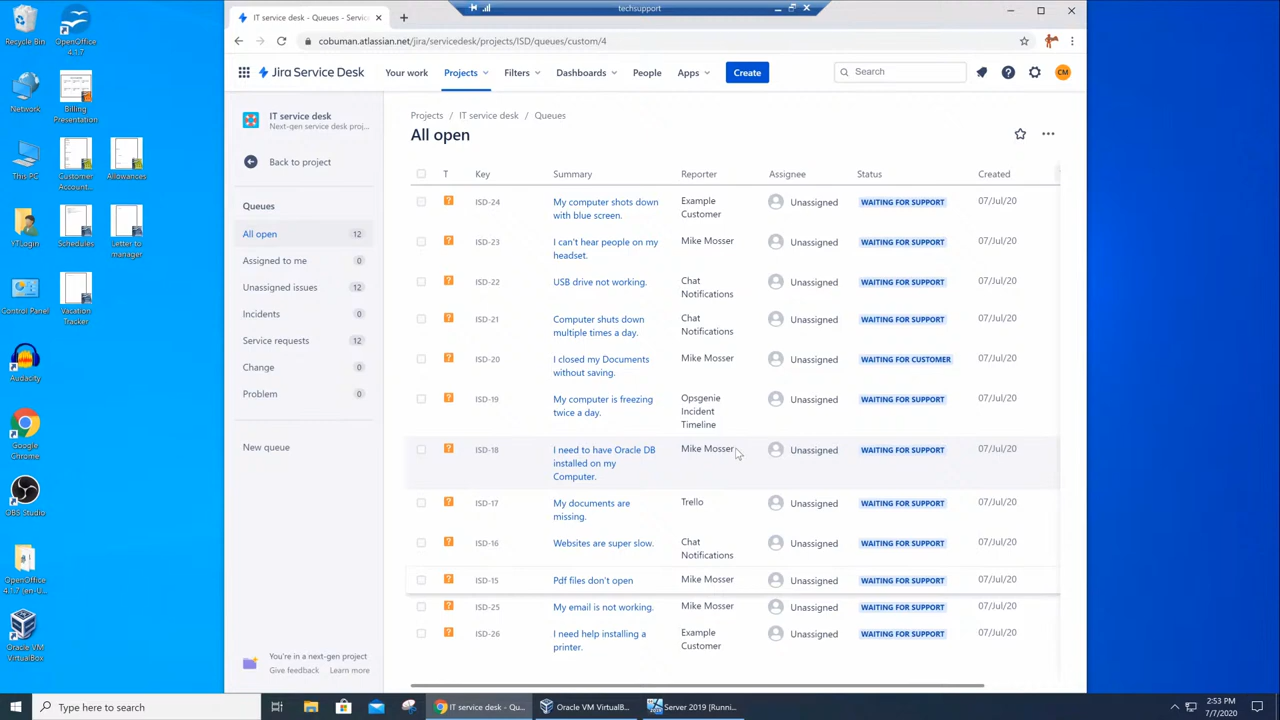 techsupport
IT service desk - Queues - Servic
cobuman.atlassian.net/jira/servicedesk/projects/ISD/queues/custom/4
Jira Service Desk
Your work
Projects
Filters
Dashboards
People
Apps
Create
Search
CM
IT service desk
Next-gen service desk proj...
Back to project
Queues
All open 12
Assigned to me 0
Unassigned issues 12
Incidents 0
Service requests 12
Change 0
Problem 0
New queue
You're in a next-gen project
Give feedback Learn more
Projects / IT service desk / Queues
All open
T Key Summary Reporter Assignee Status Created
ISD-24 My computer shots down Example Unassigned WAITING FOR SUPPORT 07/Jul/20
with blue screen. Customer
ISD-23 I can't hear people on my Mike Mosser Unassigned WAITING FOR SUPPORT 07/Jul/20
headset.
ISD-22 USB drive not working. Chat Unassigned WAITING FOR SUPPORT 07/Jul/20
Notifications
ISD-21 Computer shuts down Chat Unassigned WAITING FOR SUPPORT 07/Jul/20
multiple times a day. Notifications
ISD-20 I closed my Documents Mike Mosser Unassigned WAITING FOR CUSTOMER 07/Jul/20
without saving.
ISD-19 My computer is freezing Opsgenie Unassigned WAITING FOR SUPPORT 07/Jul/20
twice a day. Incident
Timeline
ISD-18 I need to have Oracle DB Mike Mosser Unassigned WAITING FOR SUPPORT 07/Jul/20
installed on my
Computer.
ISD-17 My documents are Trello Unassigned WAITING FOR SUPPORT 07/Jul/20
missing.
ISD-16 Websites are super slow. Chat Unassigned WAITING FOR SUPPORT 07/Jul/20
Notifications
ISD-15 Pdf files don't open Mike Mosser Unassigned WAITING FOR SUPPORT 07/Jul/20
ISD-25 My email is not working. Mike Mosser Unassigned WAITING FOR SUPPORT 07/Jul/20
ISD-26 I need help installing a Example Unassigned WAITING FOR SUPPORT 07/Jul/20
printer. Customer
Recycle Bin
OpenOffice
4.1.7
Network
Billing
Presentation
This PC
Customer
Account...
Allowances
YTLogin
Schedules
Letter to
manager
Control Panel
Vacation
Tracker
Audacity
Google
Chrome
OBS Studio
OpenOffice
4.1.7 (en-U...
Oracle VM
VirtualBox
Type here to search
IT service desk - Qu...
Oracle VM VirtualB...
Server 2019 (Runni...
2:53 PM
7/7/2020